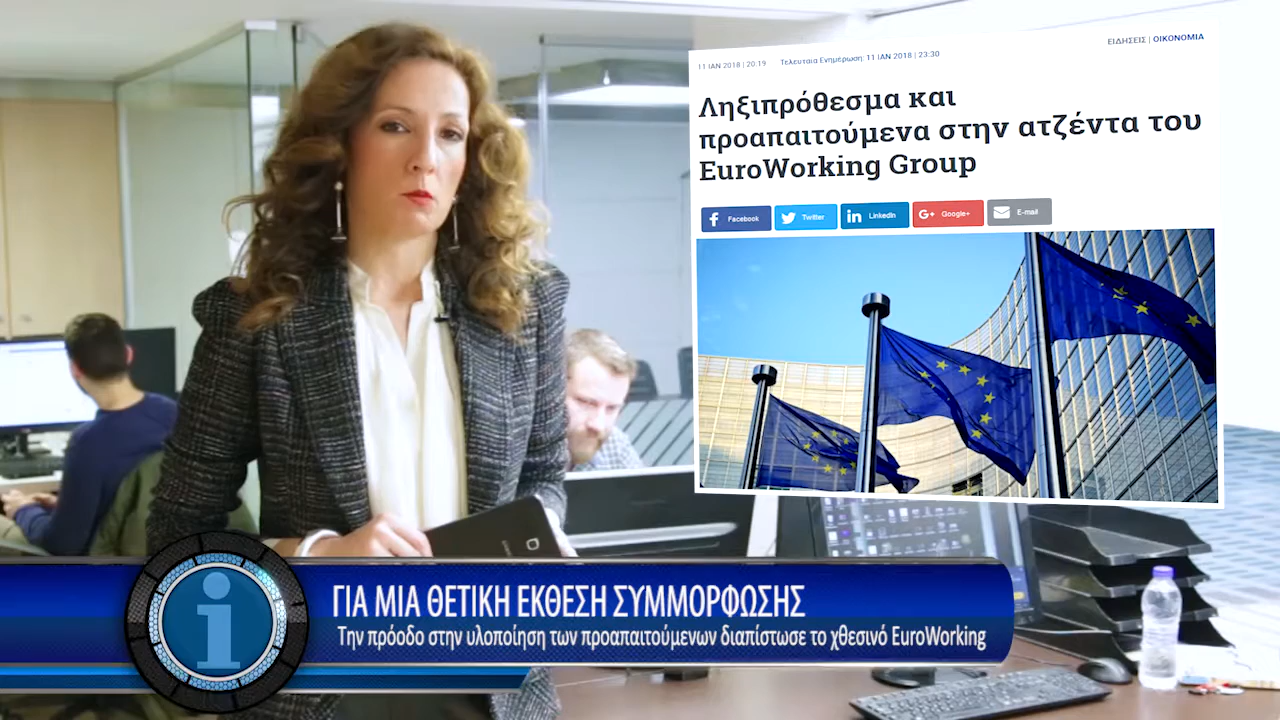 11 ΙΑΝ 2018 | 20:19 Τελευταία Ενημέρωση: 11 ΙΑΝ 2018 | 23:30
ΕΙΔΗΣΕΙΣ | ΟΙΚΟΝΟΜΙΑ
Ληξιπρόθεσμα και
προαπαιτούμενα στην ατζέντα του
EuroWorking Group
Facebook Twitter LinkedIn Google+ E-mail
ΓΙΑ ΜΙΑ ΘΕΤΙΚΗ ΕΚΘΕΣΗ ΣΥΜΜΟΡΦΩΣΗΣ
Την πρόοδο στην υλοποίηση των προαπαιτούμενων διαπίστωσε το χθεσινό EuroWorking